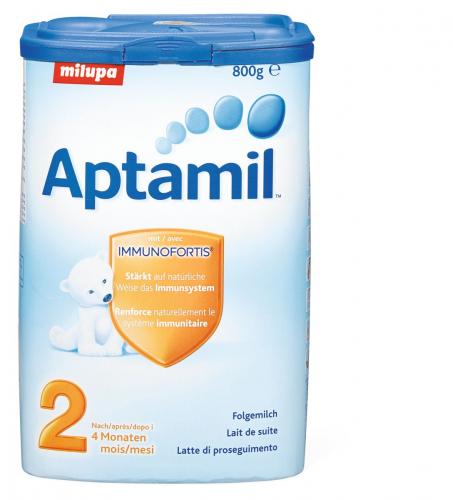 milupa
800g ℮
Aptamil™
mit / avec
IMMUNOFORTIS®
Stärkt auf natürliche
Weise das Immunsystem
Renforce naturellement le
système immunitaire
2
Nach/après/dopo i
4 Monaten
mois/mesi
Folgemilch
Lait de suite
Latte di proseguimento